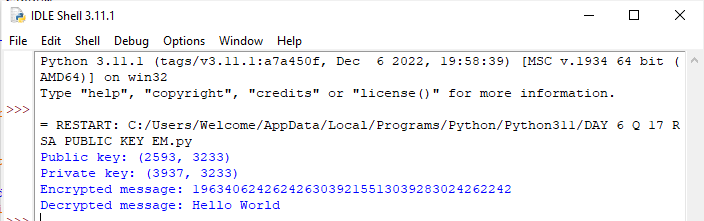 IDLE Shell 3.11.1
File Edit Shell Debug Options Window Help
Python 3.11.1 (tags/v3.11.1:a7a450f, Dec  6 2022, 19:58:39) [MSC v.1934 64 bit (
AMD64)] on win32
Type "help", "copyright", "credits" or "license()" for more information.
>>>
= RESTART: C:/Users/Welcome/AppData/Local/Programs/Python/Python311/DAY 6 Q 17 R
SA PUBLIC KEY EM.py
Public key: (2593, 3233)
Private key: (3937, 3233)
Encrypted message: 1963406242624263039215513039283024262242
Decrypted message: Hello World
>>>